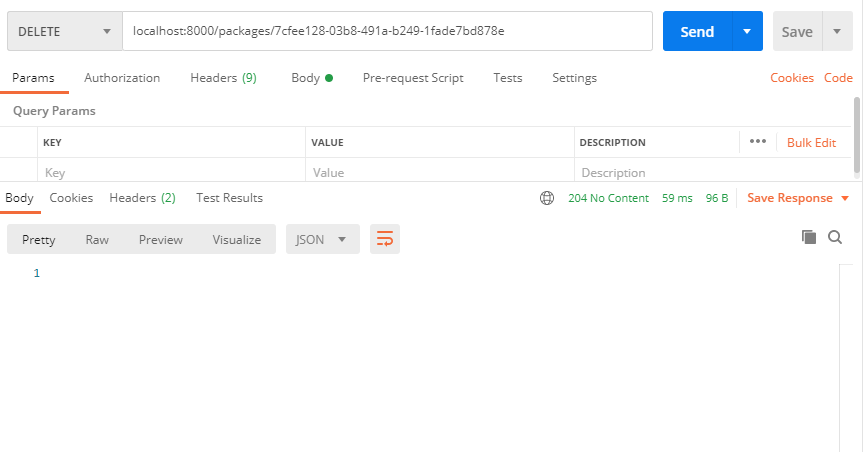 DELETE localhost:8000/packages/7cfee128-03b8-491a-b249-1fade7bd878e Send Save
Params Authorization Headers (9) Body Pre-request Script Tests Settings Cookies Code
Query Params
KEY VALUE DESCRIPTION ••• Bulk Edit
Key Value Description
Body Cookies Headers (2) Test Results 204 No Content 59 ms 96 B Save Response
Pretty Raw Preview Visualize JSON
1